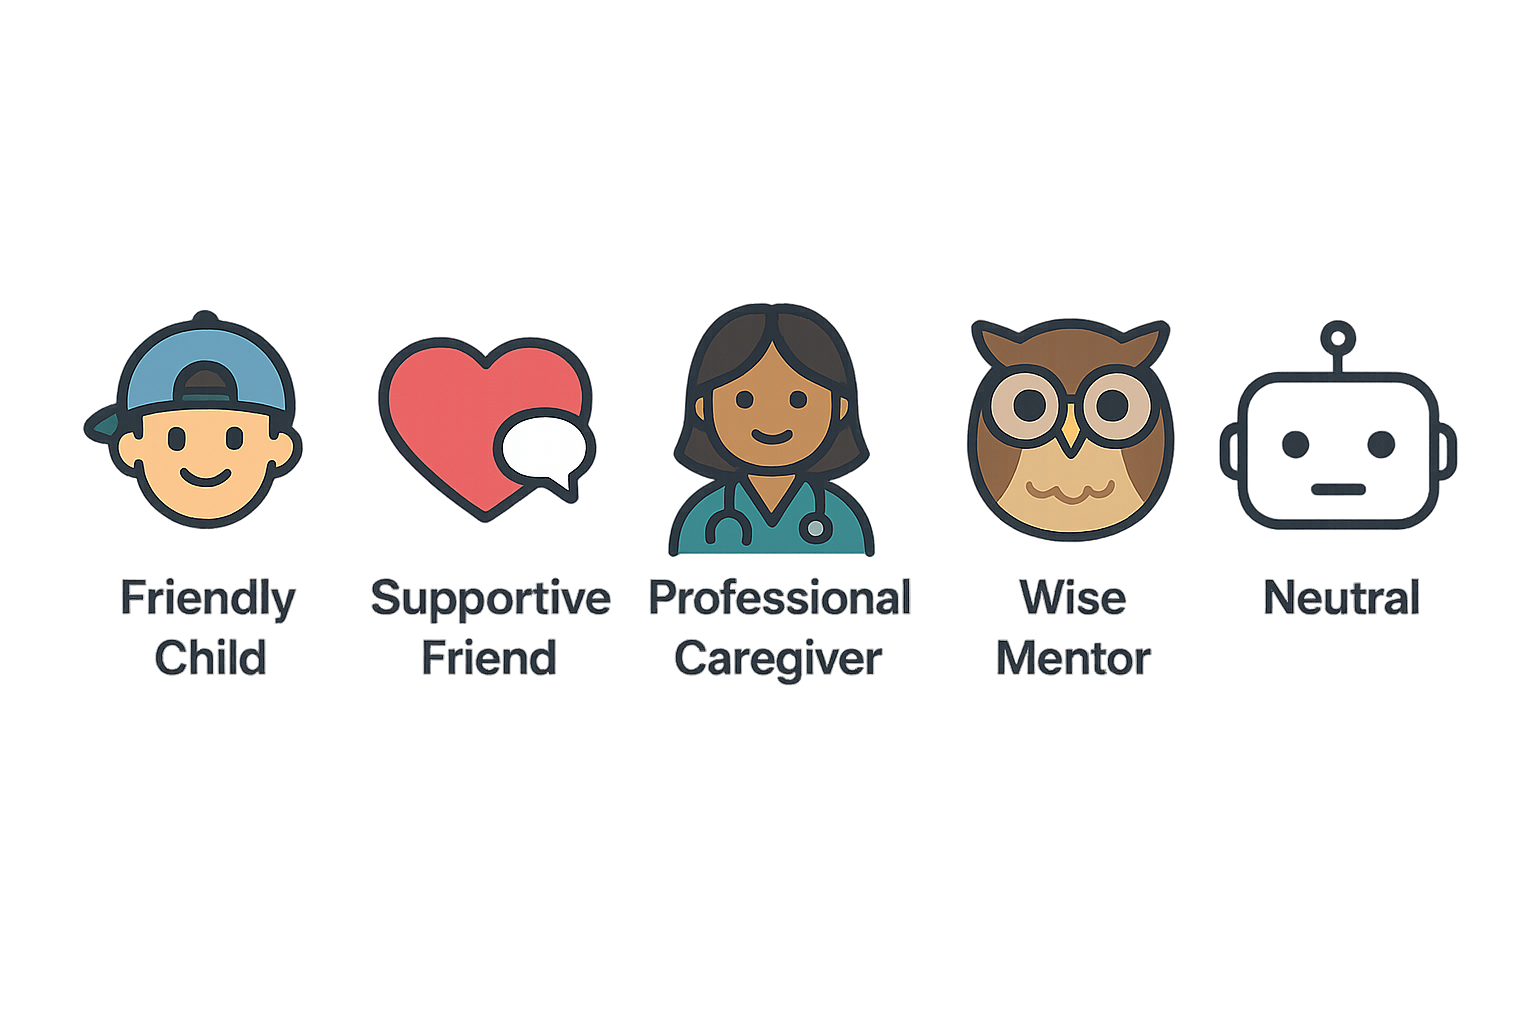 Friendly
Child
Supportive
Friend
Professional
Caregiver
Wise
Mentor
Neutral